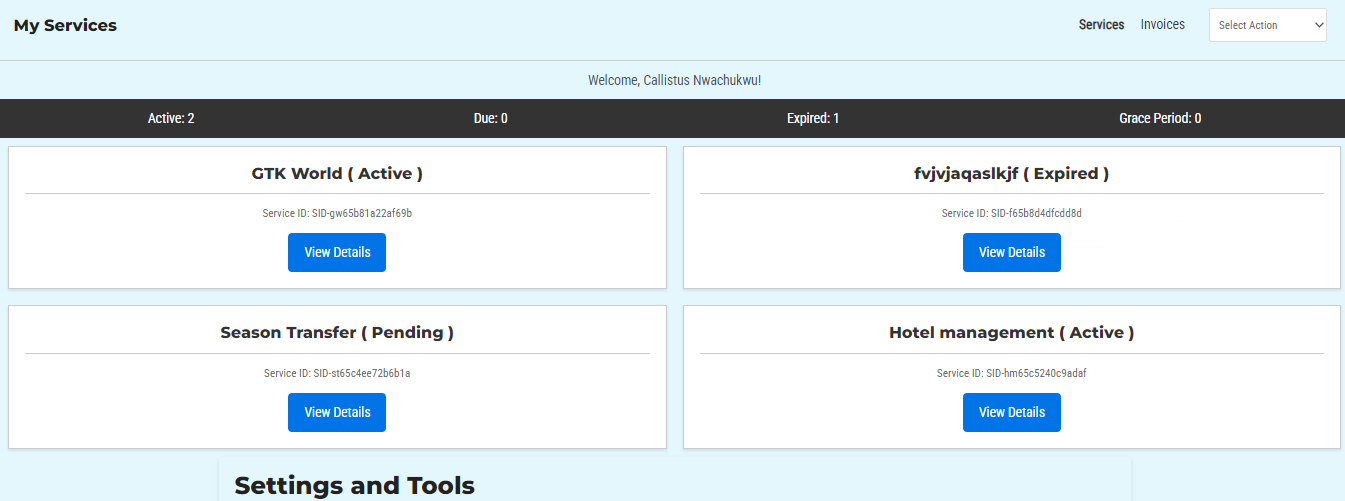 My Services
Services Invoices Select Action
Welcome, Callistus Nwachukwu!
Active: 2 Due: 0 Expired: 1 Grace Period: 0
GTK World ( Active )
Service ID: SID-gw65b81a22af69b
View Details
fvjvjaqaslkjf ( Expired )
Service ID: SID-f65b8d4dfcdd8d
View Details
Season Transfer ( Pending )
Service ID: SID-st65c4ee72b6b1a
View Details
Hotel management ( Active )
Service ID: SID-hm65c5240c9adaf
View Details
Settings and Tools